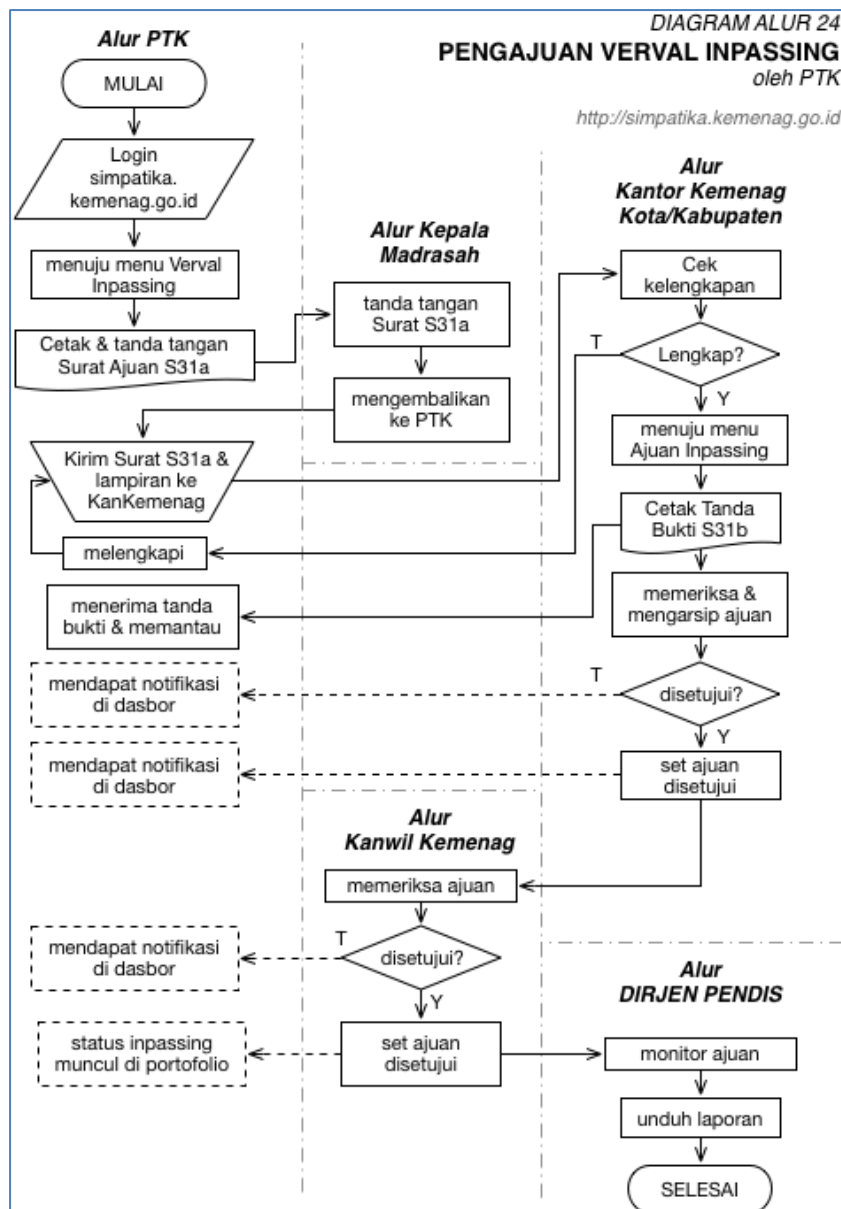 DIAGRAM ALUR 24
PENGAJUAN VERVAL INPASSING
oleh PTK
http://simpatika.kemenag.go.id
Alur PTK
MULAI
Login
simpatika.
kemenag.go.id
menuju menu Verval
Inpassing
Cetak & tanda tangan
Surat Ajuan S31a
Alur Kepala
Madrasah
tanda tangan
Surat S31a
mengembalikan
ke PTK
Kirim Surat S31a &
lampiran ke
KanKemenag
melengkapi
menerima tanda
bukti & memantau
mendapat notifikasi
di dasbor
mendapat notifikasi
di dasbor
Alur
Kantor Kemenag
Kota/Kabupaten
Cek
kelengkapan
Lengkap?
T
Y
menuju menu
Ajuan Inpassing
Cetak Tanda
Bukti S31b
memeriksa &
mengarsip ajuan
disetujui?
T
Y
set ajuan
disetujui
Alur
Kanwil Kemenag
memeriksa ajuan
disetujui?
T
Y
set ajuan
disetujui
mendapat notifikasi
di dasbor
status inpassing
muncul di portofolio
Alur
DIRJEN PENDIS
monitor ajuan
unduh laporan
SELESAI